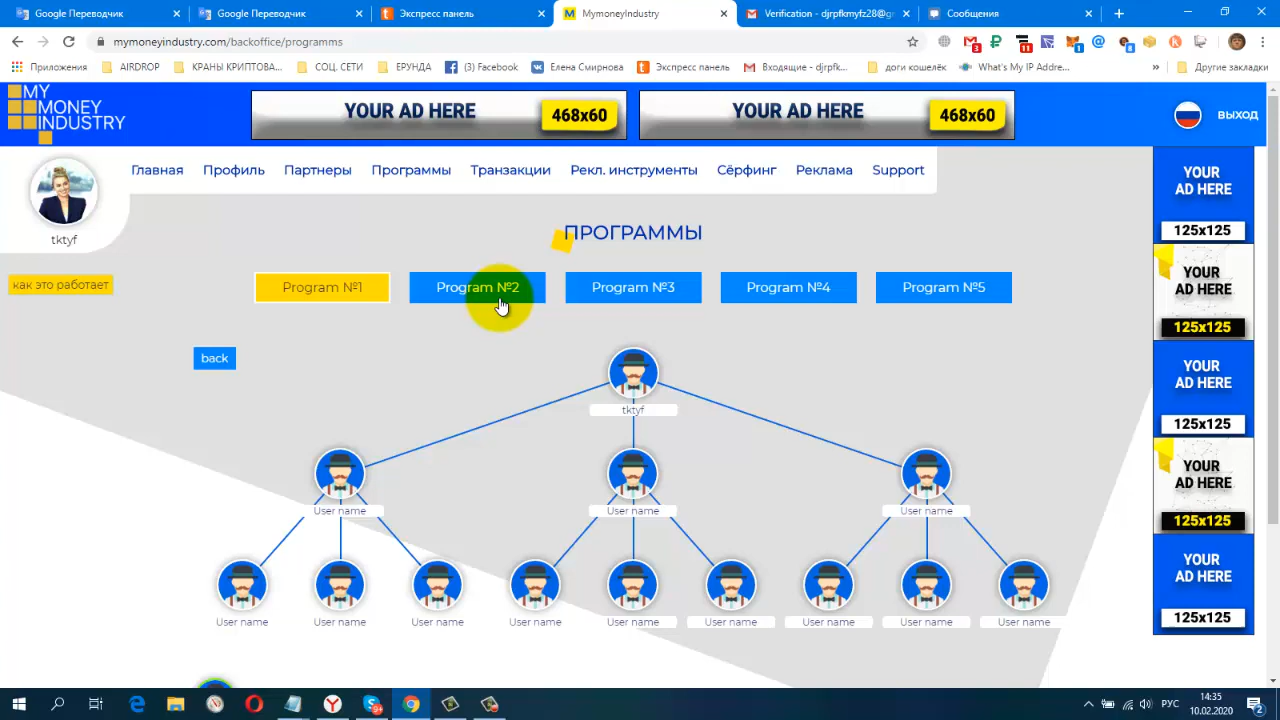 Google Переводчик
Google Переводчик
Экспресс панель
MymoneyIndustry
Verification - djrpfkmyfz28@gr
Сообщения
mymoneyindustry.com/backoffice/programms
3
11
1
8
Приложения
AIRDROP
КРАНЫ КРИПТОВА...
СОЦ. СЕТИ
ЕРУНДА
(3) Facebook
Елена Смирнова
Экспресс панель
Входящие - djrpfk...
доги кошелёк
What's My IP Addre...
»
Другие закладки
MY
MONEY
INDUSTRY
YOUR AD HERE
468x60
YOUR AD HERE
468x60
ВЫХОД
tktyf
Главная
Профиль
Партнеры
Программы
Транзакции
Рекл. инструменты
Сёрфинг
Реклама
Support
ПРОГРАММЫ
как это работает
Program №1
Program №2
Program №3
Program №4
Program №5
back
tktyf
User name
User name
User name
User name
User name
User name
User name
User name
User name
User name
User name
User name
YOUR
AD HERE
125x125
YOUR
AD HERE
125x125
YOUR
AD HERE
125x125
YOUR
AD HERE
125x125
YOUR
AD HERE
125x125
РУС
14:35
10.02.2020
2